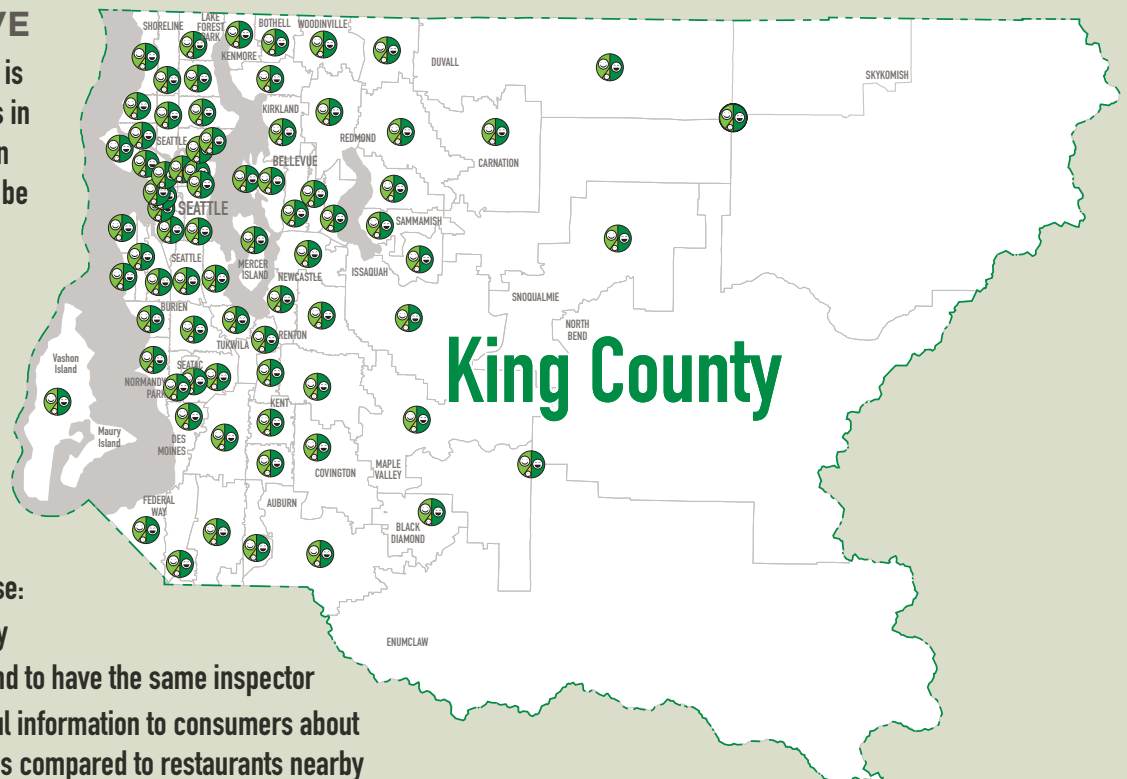 YE
is
s in
n
be
se:
y
nd to have the same inspector
ul information to consumers about
s compared to restaurants nearby
King County
SHORELINE
LAKE
FOREST
PARK
BOTHELL
WOODINVILLE
KENMORE
DUVALL
SKYKOMISH
KIRKLAND
REDMOND
SEATTLE
BELLEVUE
CARNATION
SEATTLE
SAMMAMISH
SEATTLE
MERCER
ISLAND
NEWCASTLE
ISSAQUAH
SNOQUALMIE
NORTH
BEND
BURIEN
TUKWILA
RENTON
Vashon
Island
SEATAC
NORMANDY
PARK
KENT
Maury
Island
DES
MOINES
COVINGTON
MAPLE
VALLEY
FEDERAL
WAY
AUBURN
BLACK
DIAMOND
ENUMCLAW